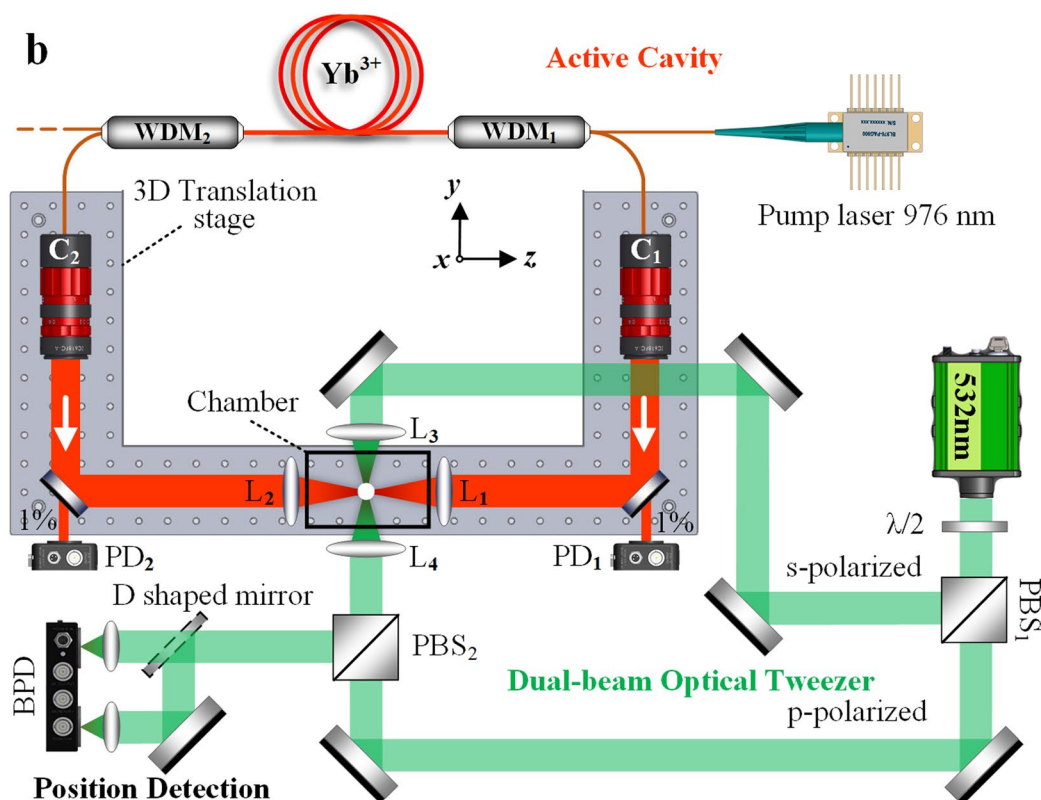 b
Yb³⁺
Active Cavity
WDM₂
WDM₁
3D Translation
stage
y
x
z
Pump laser 976 nm
C₂
C₁
Chamber
L₃
L₂
L₁
532nm
1%
1%
L₄
λ/2
PD₂
PD₁
s-polarized
D shaped mirror
PBS₁
PBS₂
BPD
Dual-beam Optical Tweezer
p-polarized
Position Detection